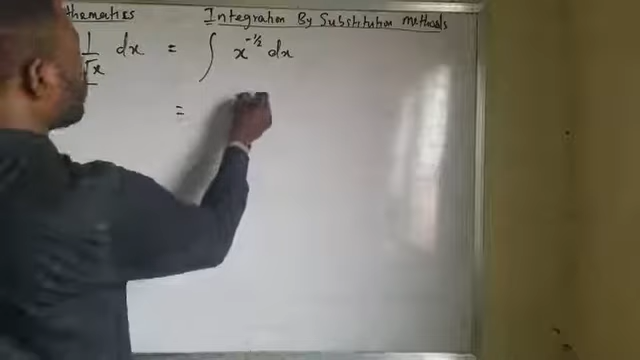 thematics Integration By Substitution methods
1/√x dx = ∫ x^-1/2 dx
=